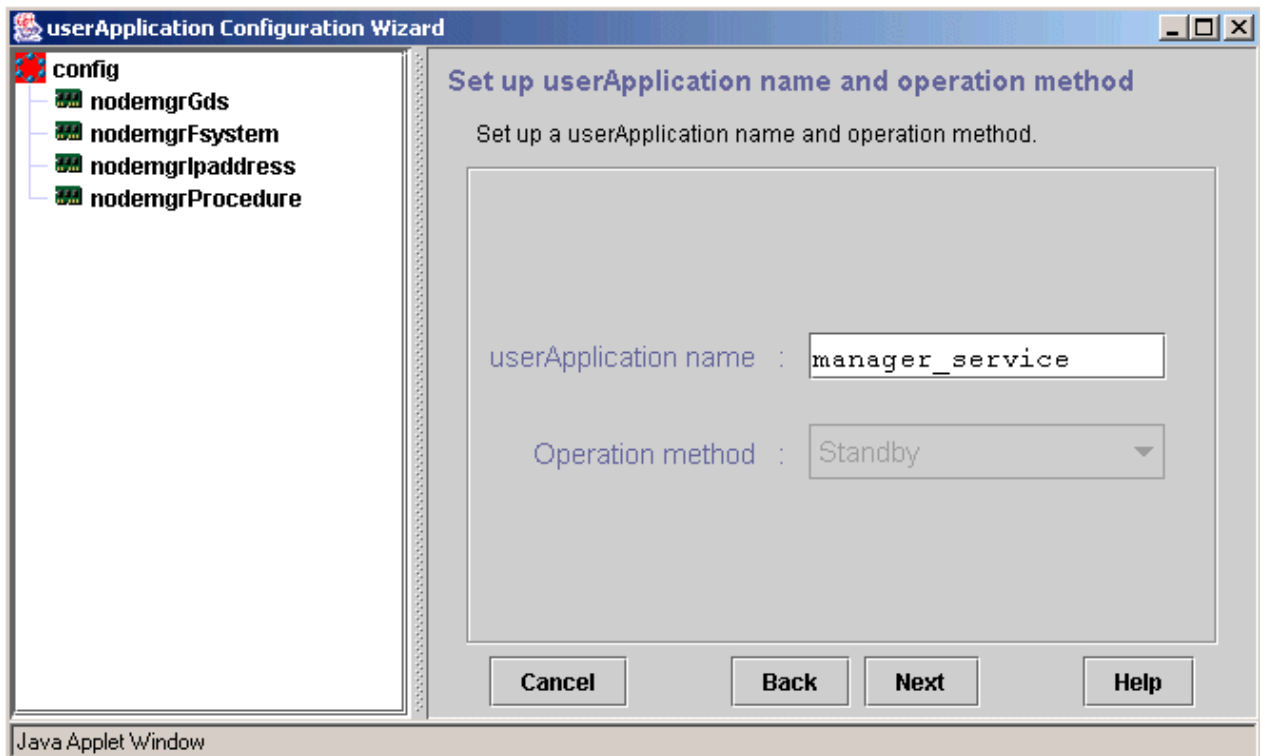 userApplication Configuration Wizard
config
nodemgrGds
nodemgrFsystem
nodemgrIpaddress
nodemgrProcedure
Set up userApplication name and operation method
Set up a userApplication name and operation method.
userApplication name : manager_service
Operation method : Standby
Cancel Back Next Help
Java Applet Window